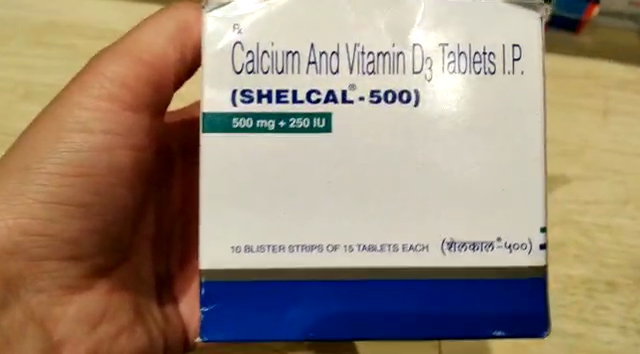 Rx
Calcium And Vitamin D3 Tablets I.P.
(SHELCAL®-500)
500 mg + 250 IU
10 BLISTER STRIPS OF 15 TABLETS EACH (शेलकाल®-५००)